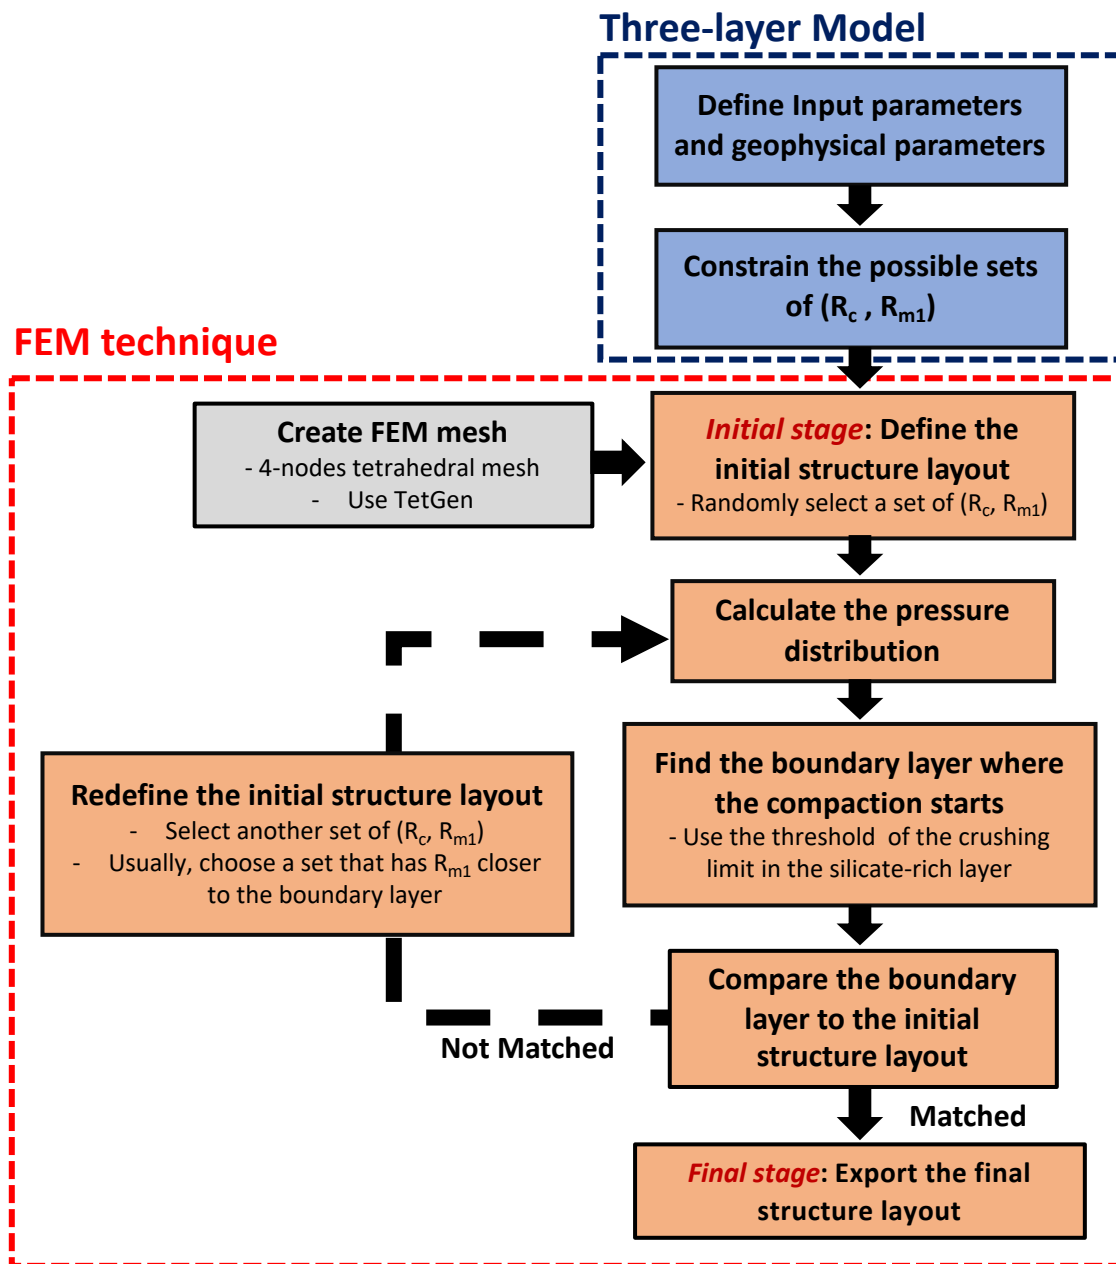 Three-layer Model
Define Input parameters
and geophysical parameters
Constrain the possible sets
of (Rc , Rm1)
FEM technique
Create FEM mesh
- 4-nodes tetrahedral mesh
- Use TetGen
Initial stage: Define the
initial structure layout
- Randomly select a set of (Rc, Rm1)
Calculate the pressure
distribution
Find the boundary layer where
the compaction starts
- Use the threshold of the crushing
limit in the silicate-rich layer
Redefine the initial structure layout
- Select another set of (Rc, Rm1)
- Usually, choose a set that has Rm1 closer
to the boundary layer
Compare the boundary
layer to the initial
structure layout
Not Matched
Matched
Final stage: Export the final
structure layout